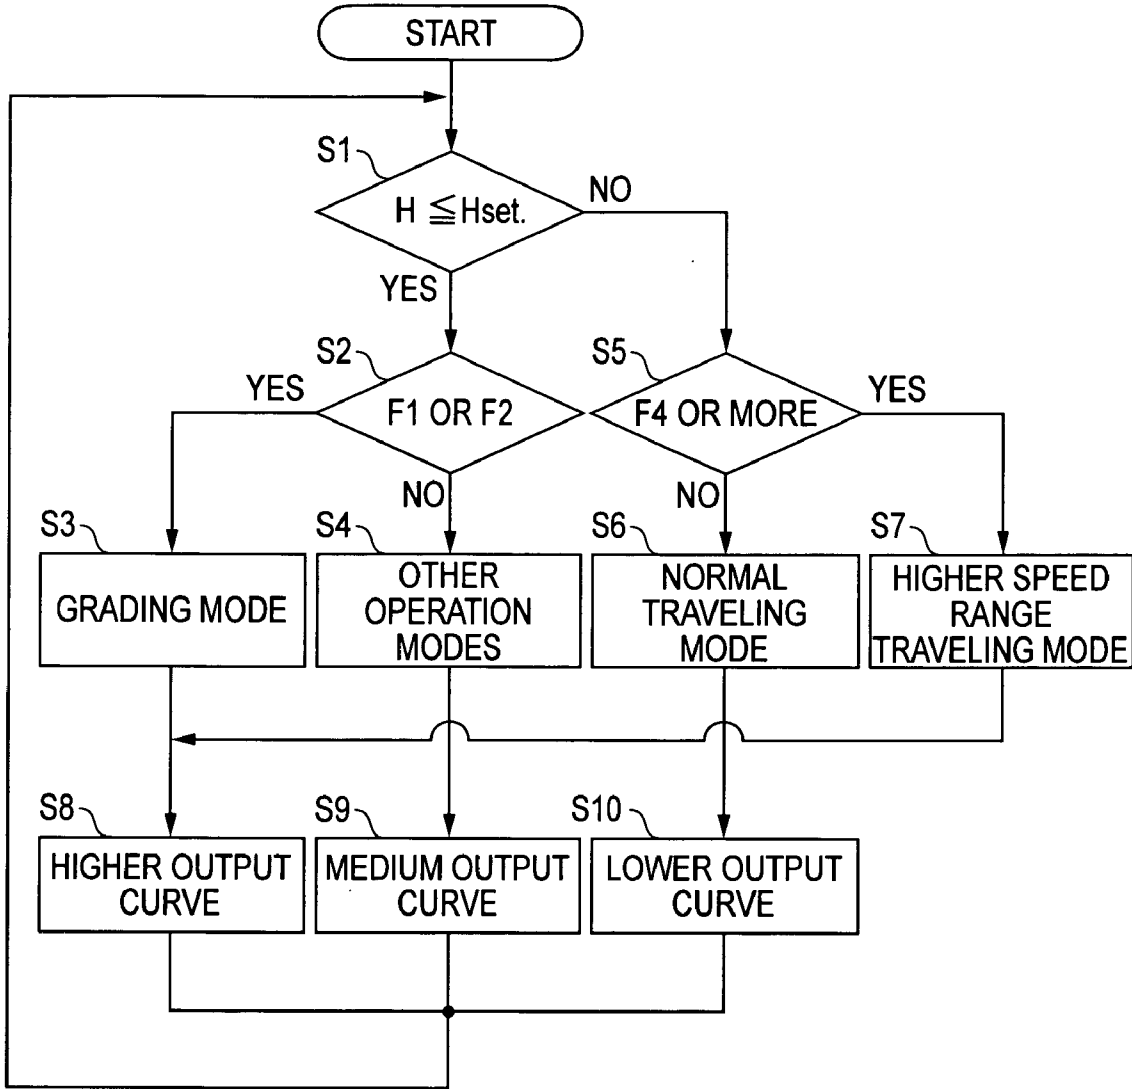 START
S1
H ≦Hset.
NO
YES
S2
YES
F1 OR F2
NO
S5
F4 OR MORE
YES
NO
S3
GRADING MODE
S4
OTHER
OPERATION
MODES
S6
NORMAL
TRAVELING
MODE
S7
HIGHER SPEED
RANGE
TRAVELING MODE
S8
HIGHER OUTPUT
CURVE
S9
MEDIUM OUTPUT
CURVE
S10
LOWER OUTPUT
CURVE